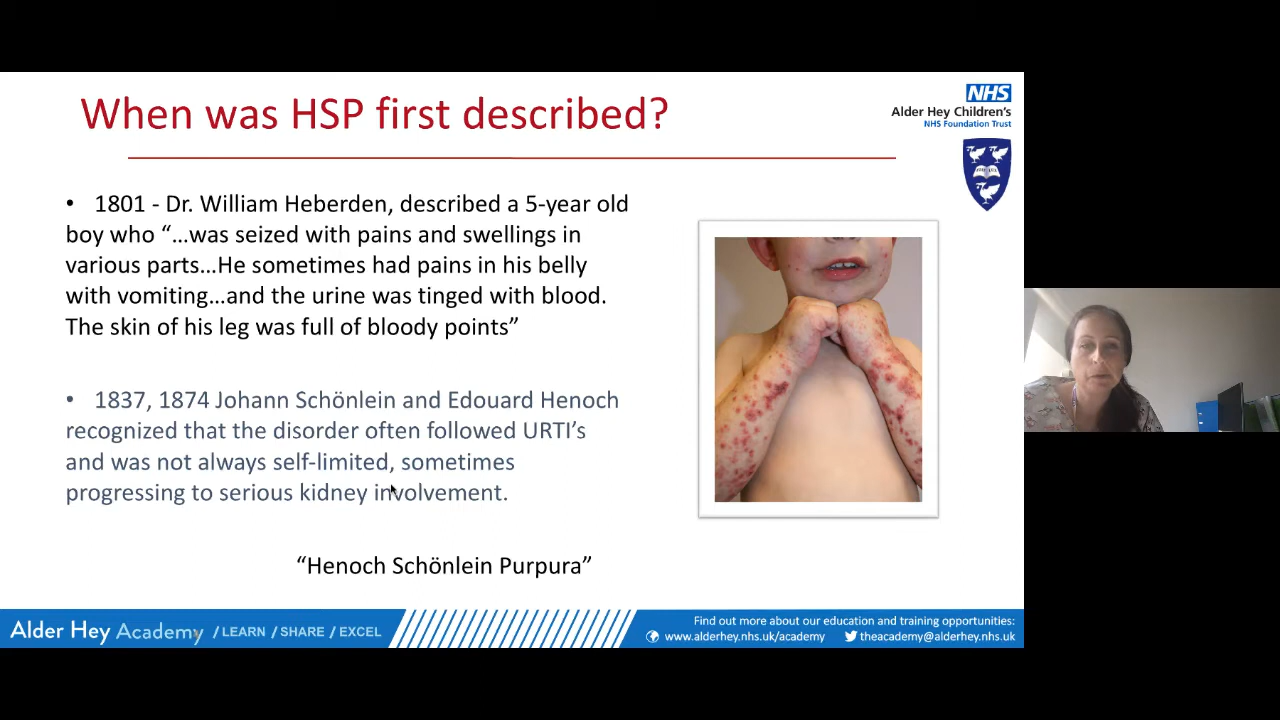 When was HSP first described?
NHS
Alder Hey Children's
NHS Foundation Trust
• 1801 - Dr. William Heberden, described a 5-year old
boy who “…was seized with pains and swellings in
various parts…He sometimes had pains in his belly
with vomiting…and the urine was tinged with blood.
The skin of his leg was full of bloody points”
• 1837, 1874 Johann Schönlein and Edouard Henoch
recognized that the disorder often followed URTI’s
and was not always self-limited, sometimes
progressing to serious kidney involvement.
“Henoch Schönlein Purpura”
Alder Hey Academy / LEARN / SHARE / EXCEL
Find out more about our education and training opportunities:
www.alderhey.nhs.uk/academy theacademy@alderhey.nhs.uk